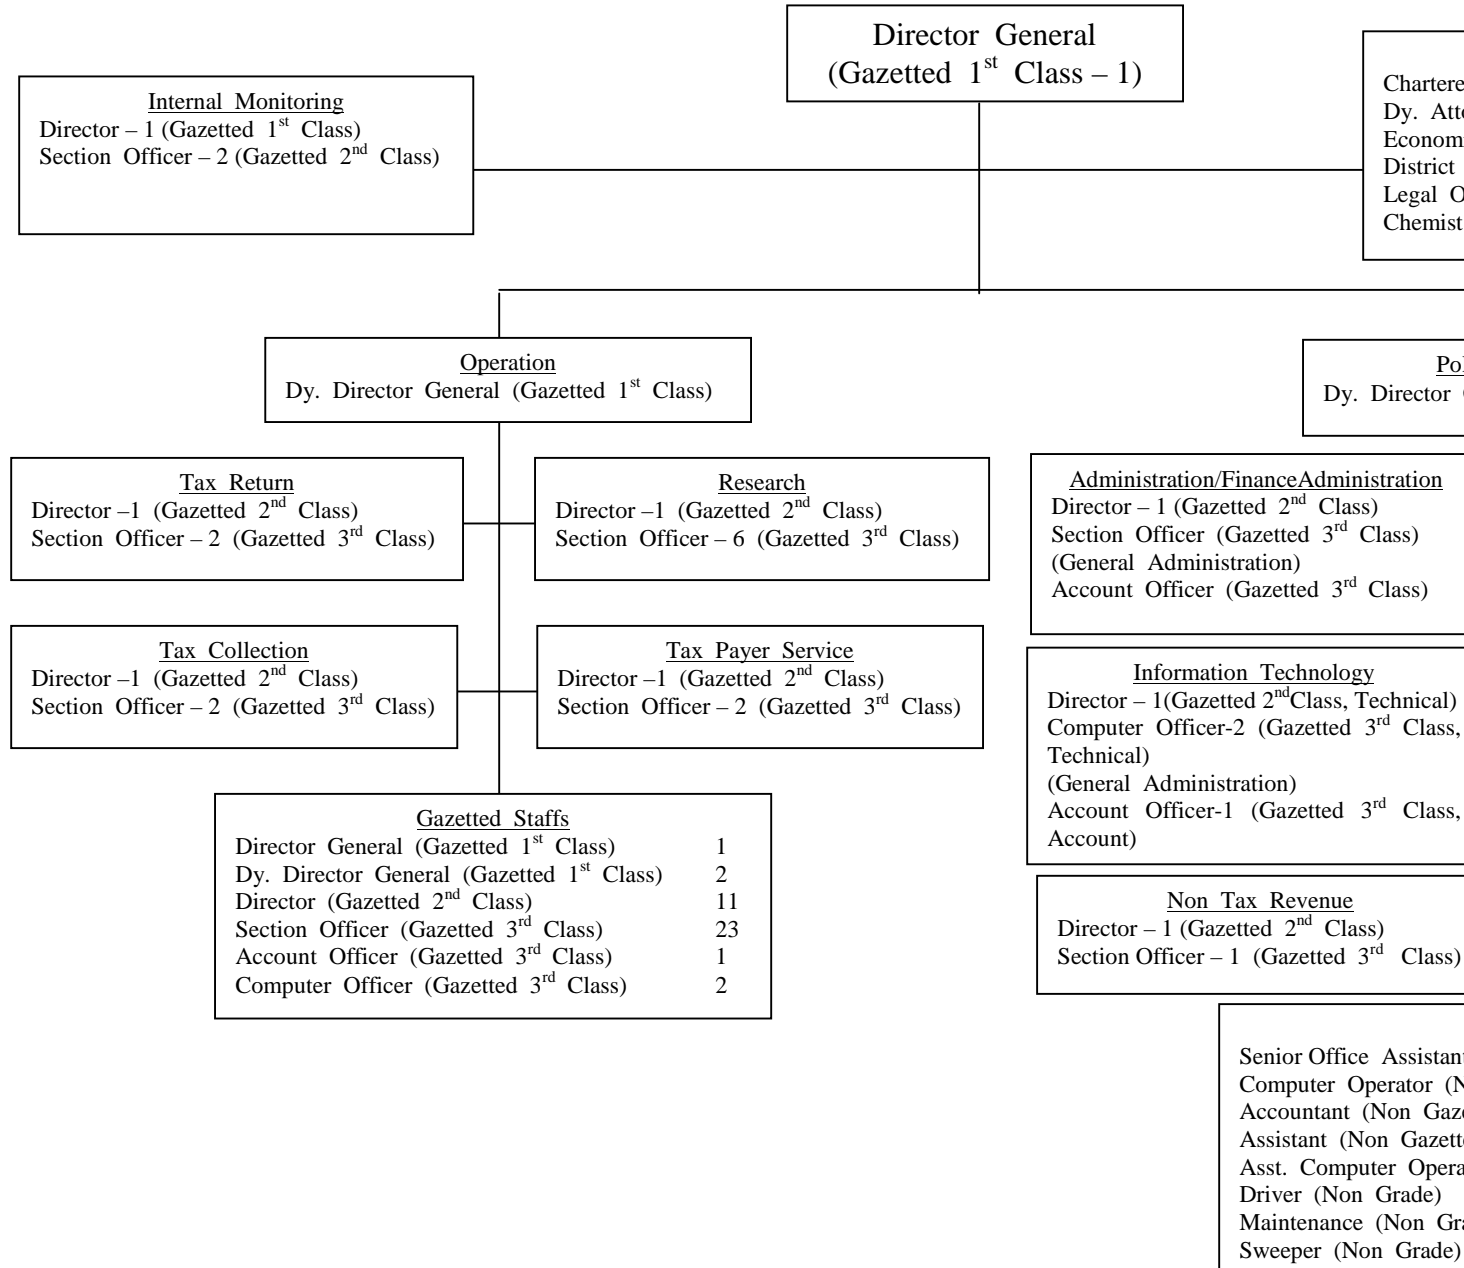 Director General
(Gazetted 1st Class – 1)
Internal Monitoring
Director – 1 (Gazetted 1st Class)
Section Officer – 2 (Gazetted 2nd Class)
Dy.
District
Legal
Operation
Dy. Director General (Gazetted 1st Class)
Dy. Director
Tax Return
Director –1 (Gazetted 2nd Class)
Section Officer – 2 (Gazetted 3rd Class)
Research
Director –1 (Gazetted 2nd Class)
Section Officer – 6 (Gazetted 3rd Class)
Administration/FinanceAdministration
Director – 1 (Gazetted 2nd Class)
Section Officer (Gazetted 3rd Class)
(General Administration)
Account Officer (Gazetted 3rd Class)
Tax Collection
Director –1 (Gazetted 2nd Class)
Section Officer – 2 (Gazetted 3rd Class)
Tax Payer Service
Director –1 (Gazetted 2nd Class)
Section Officer – 2 (Gazetted 3rd Class)
Information Technology
Director – 1(Gazetted 2ndClass, Technical)
Computer Officer-2 (Gazetted 3rd Class,
Technical)
(General Administration)
Account Officer-1 (Gazetted 3rd Class,
Account)
Gazetted Staffs
Director General (Gazetted 1st Class) 1
Dy. Director General (Gazetted 1st Class) 2
Director (Gazetted 2nd Class) 11
Section Officer (Gazetted 3rd Class) 23
Account Officer (Gazetted 3rd Class) 1
Computer Officer (Gazetted 3rd Class) 2
Non Tax Revenue
Director – 1 (Gazetted 2nd Class)
Section Officer – 1 (Gazetted 3rd Class)
Senior Office Assistant
Computer Operator
Accountant (Non
Assistant (Non
Asst. Computer
Driver (Non Grade)
Maintenance (Non
Sweeper (Non Grade)